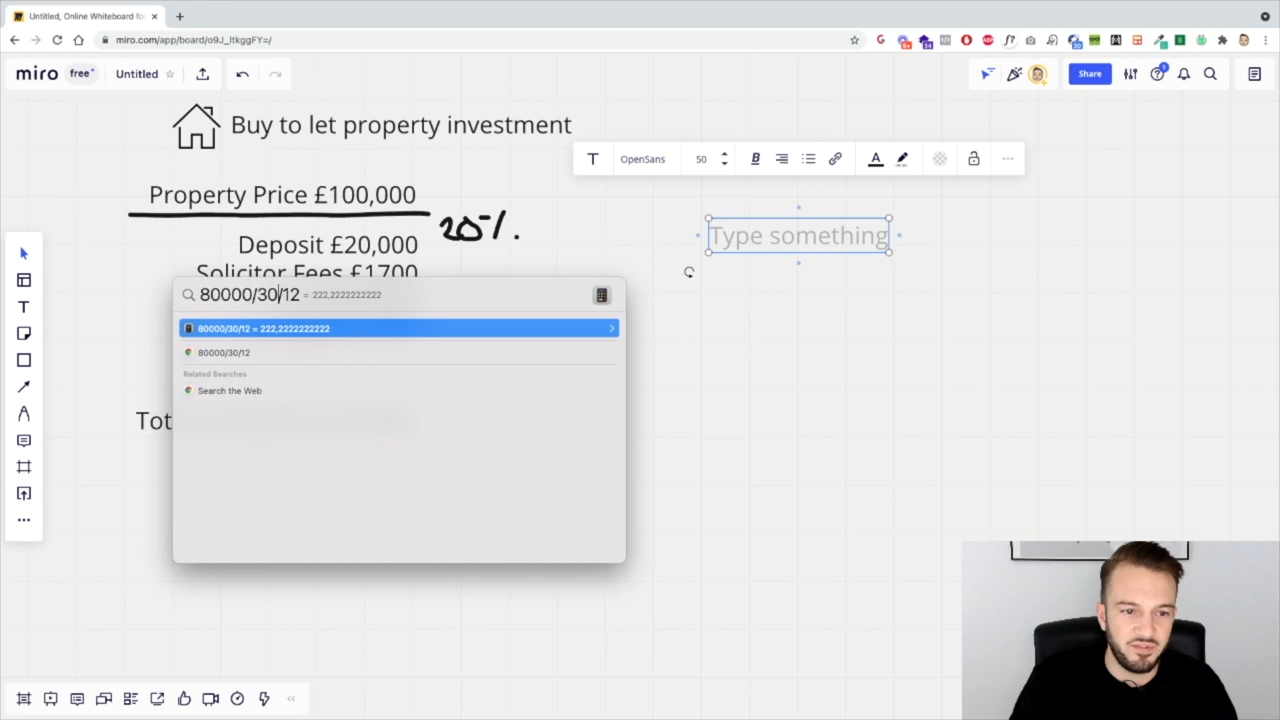 Untitled, Online Whiteboard for
miro.com/app/board/o9J_ltkggFY=/
miro free Untitled
Share
5
Buy to let property investment
OpenSans 50 B A
Property Price £100,000
20%.
Deposit £20,000
Type something
Solicitor Fees £1700
80000/30/12 = 222,2222222222
80000/30/12 = 222,2222222222
80000/30/12
Related Searches
Search the Web
Tot